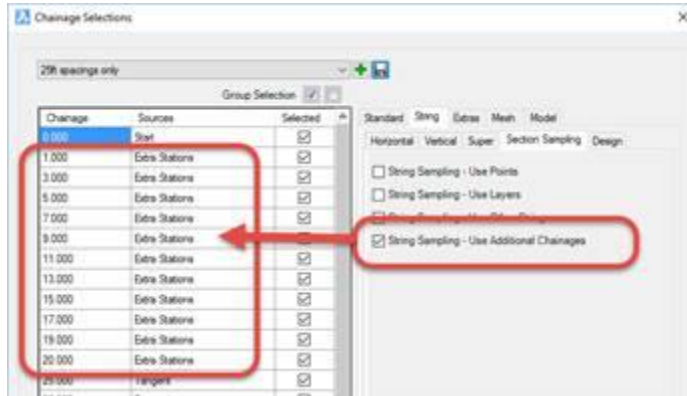 Chainage Selections
25ft spacings only
Group Selection
Chainage Sources Selected
0.000 Start
1.000 Extra Stations
3.000 Extra Stations
5.000 Extra Stations
7.000 Extra Stations
9.000 Extra Stations
11.000 Extra Stations
13.000 Extra Stations
15.000 Extra Stations
17.000 Extra Stations
19.000 Extra Stations
20.000 Extra Stations
25.000 Tangent
Standard String Extras Mesh Model
Horizontal Vertical Super Section Sampling Design
String Sampling - Use Points
String Sampling - Use Layers
String Sampling - Use Additional Chainages